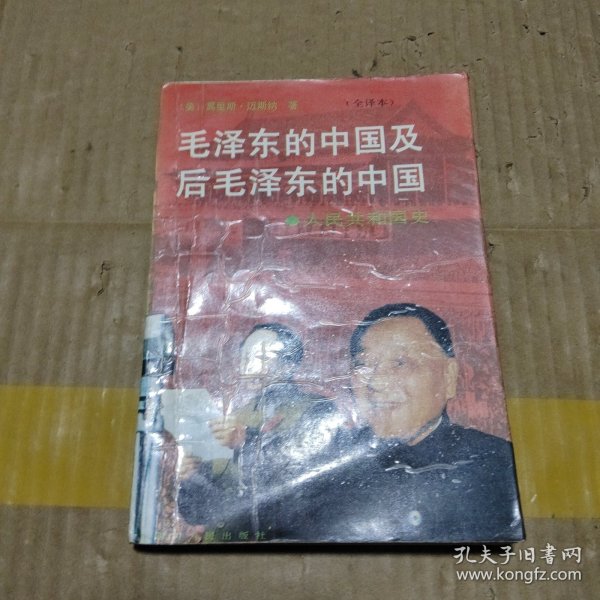 （美）莫里斯·迈斯纳 著 （全译本）
毛泽东的中国及
后毛泽东的中国
人民共和国史
人民出版社
孔夫子旧书网
www.kongfz.com